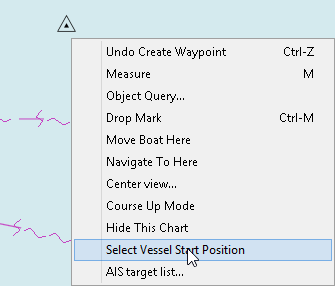 Undo Create Waypoint Ctrl-Z
Measure M
Object Query...
Drop Mark Ctrl-M
Move Boat Here
Navigate To Here
Center view...
Course Up Mode
Hide This Chart
Select Vessel Start Position
AIS target list...